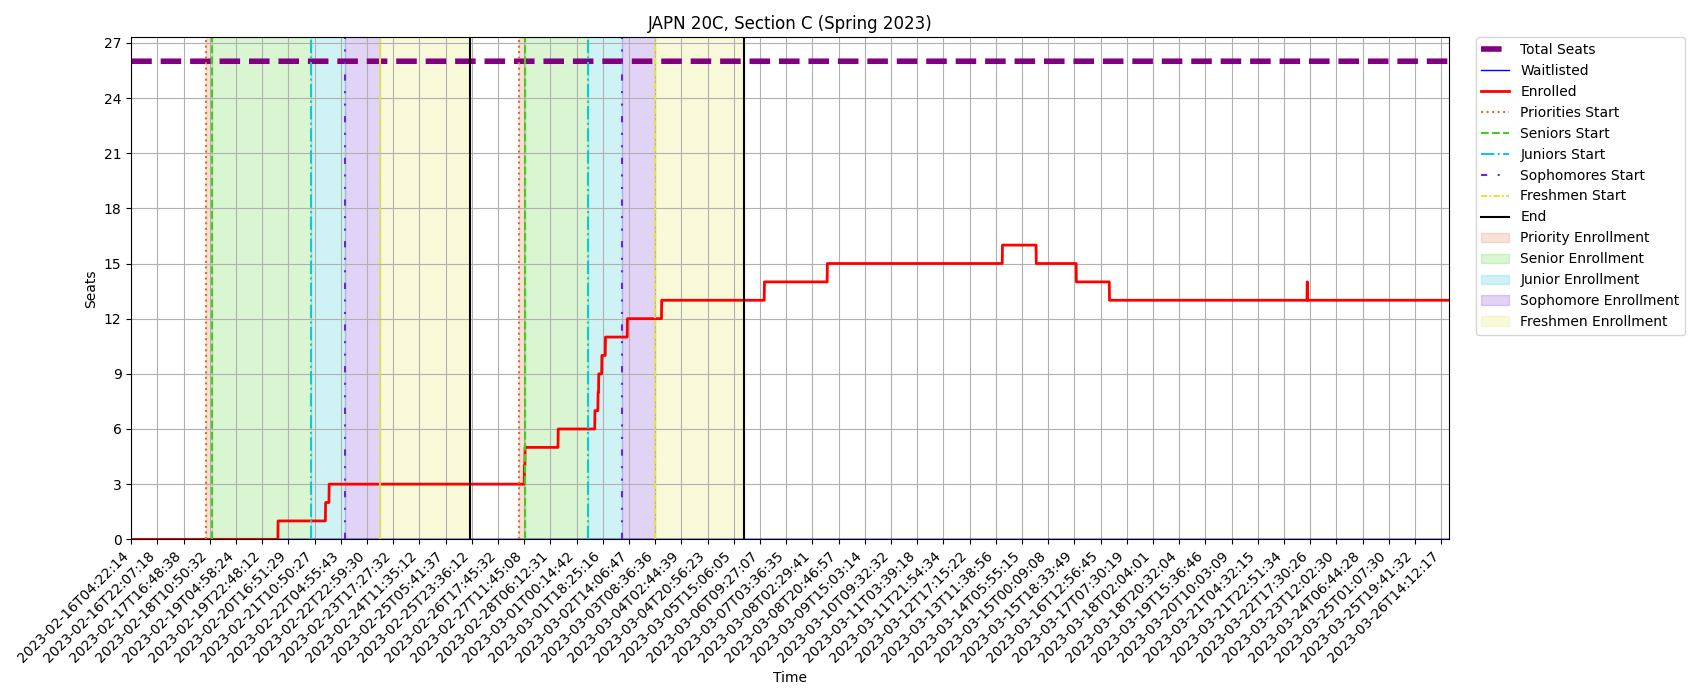 JAPN 20C, Section C (Spring 2023)
27
24
21
18
15
12
9
6
3
0
Seats
2023-02-16T04:22:14
2023-02-16T22:07:18
2023-02-17T16:48:38
2023-02-18T10:50:32
2023-02-19T04:58:24
2023-02-19T22:48:12
2023-02-20T16:51:29
2023-02-21T10:50:27
2023-02-22T04:55:43
2023-02-22T22:59:30
2023-02-23T17:27:32
2023-02-24T11:35:12
2023-02-25T05:41:37
2023-02-25T23:36:12
2023-02-26T17:45:32
2023-02-27T11:45:08
2023-02-28T06:12:31
2023-03-01T00:14:42
2023-03-01T18:25:16
2023-03-02T14:06:47
2023-03-03T08:36:36
2023-03-04T02:44:39
2023-03-04T20:56:23
2023-03-05T15:06:05
2023-03-06T09:27:07
2023-03-07T03:36:35
2023-03-08T02:29:41
2023-03-08T20:46:57
2023-03-09T15:03:14
2023-03-10T09:32:32
2023-03-11T03:39:18
2023-03-11T21:54:34
2023-03-12T17:15:22
2023-03-13T11:38:56
2023-03-14T05:55:15
2023-03-15T00:09:08
2023-03-15T18:33:49
2023-03-16T12:56:45
2023-03-17T07:30:19
2023-03-18T02:04:01
2023-03-18T20:32:04
2023-03-19T15:36:46
2023-03-20T10:03:09
2023-03-21T04:32:15
2023-03-21T22:51:34
2023-03-22T17:30:26
2023-03-23T12:02:30
2023-03-24T06:44:28
2023-03-25T01:07:30
2023-03-25T19:41:32
2023-03-26T14:12:17
Time
Total Seats
Waitlisted
Enrolled
Priorities Start
Seniors Start
Juniors Start
Sophomores Start
Freshmen Start
End
Priority Enrollment
Senior Enrollment
Junior Enrollment
Sophomore Enrollment
Freshmen Enrollment